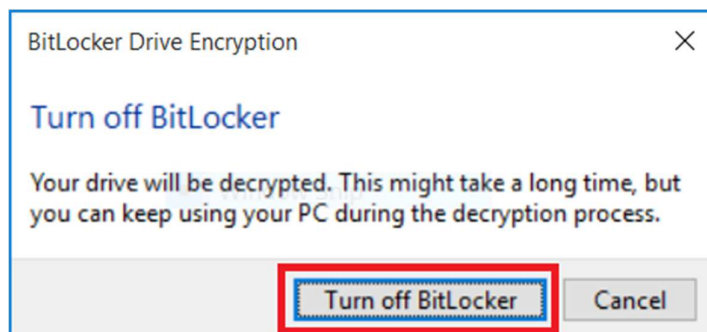 BitLocker Drive Encryption
Turn off BitLocker
Your drive will be decrypted. This might take a long time, but
you can keep using your PC during the decryption process.
Turn off BitLocker
Cancel